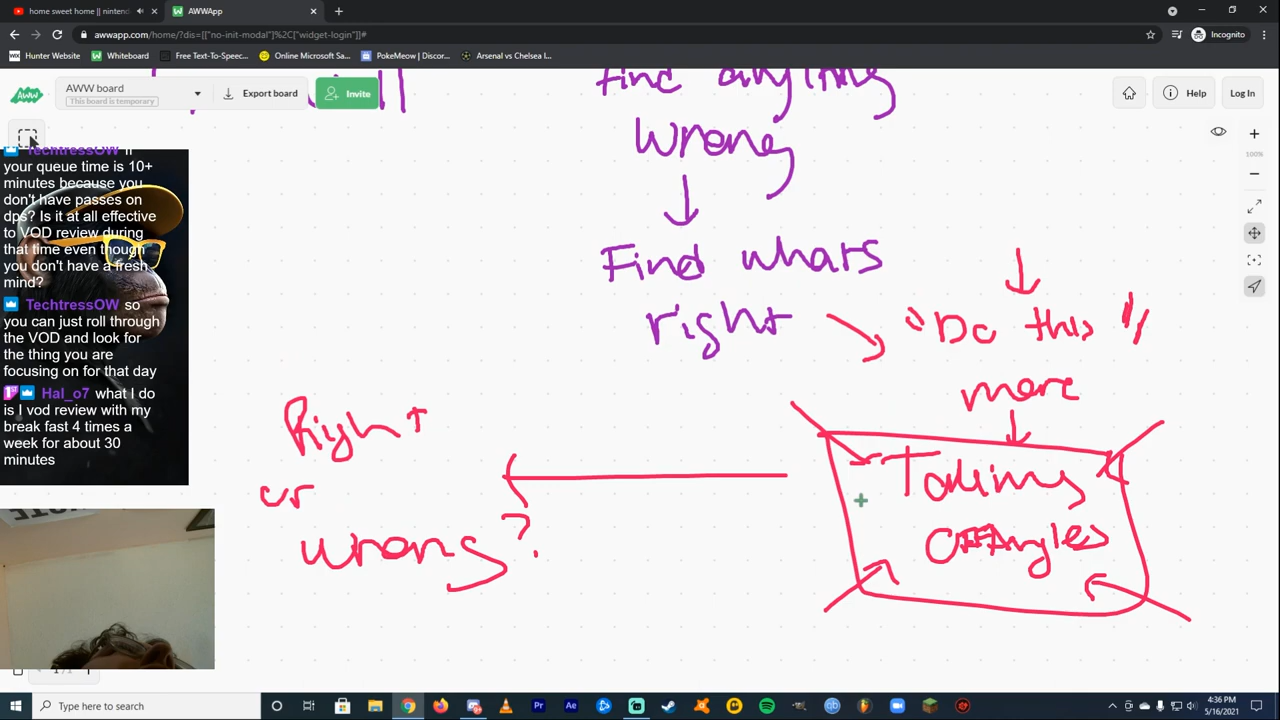 home sweet home || nintend
AWWApp
awwapp.com/home/?dis=[["no-init-modal"]%2C["widget-login"]]#
Incognito
Hunter Website
Whiteboard
Free Text-To-Speec...
Online Microsoft Sa...
PokeMeow | Discor...
Arsenal vs Chelsea I...
AWW board
This board is temporary
Export board
Invite
Help
Log In
100%
TechtressOW If
your queue time is 10+
minutes because you
don't have passes on
dps? Is it at all effective
to VOD review during
that time even though
you don't have a fresh
mind?
TechtressOW so
you can just roll through
the VOD and look for
the thing you are
focusing on for that day
Hal_o7 what I do
is I vod review with my
break fast 4 times a
week for about 30
minutes
find anything
wrong
Find whats
right
"Do this"
more
Taking
OFFAngles
Right
or
wrong?
1/1
Type here to search
4:36 PM
5/16/2021